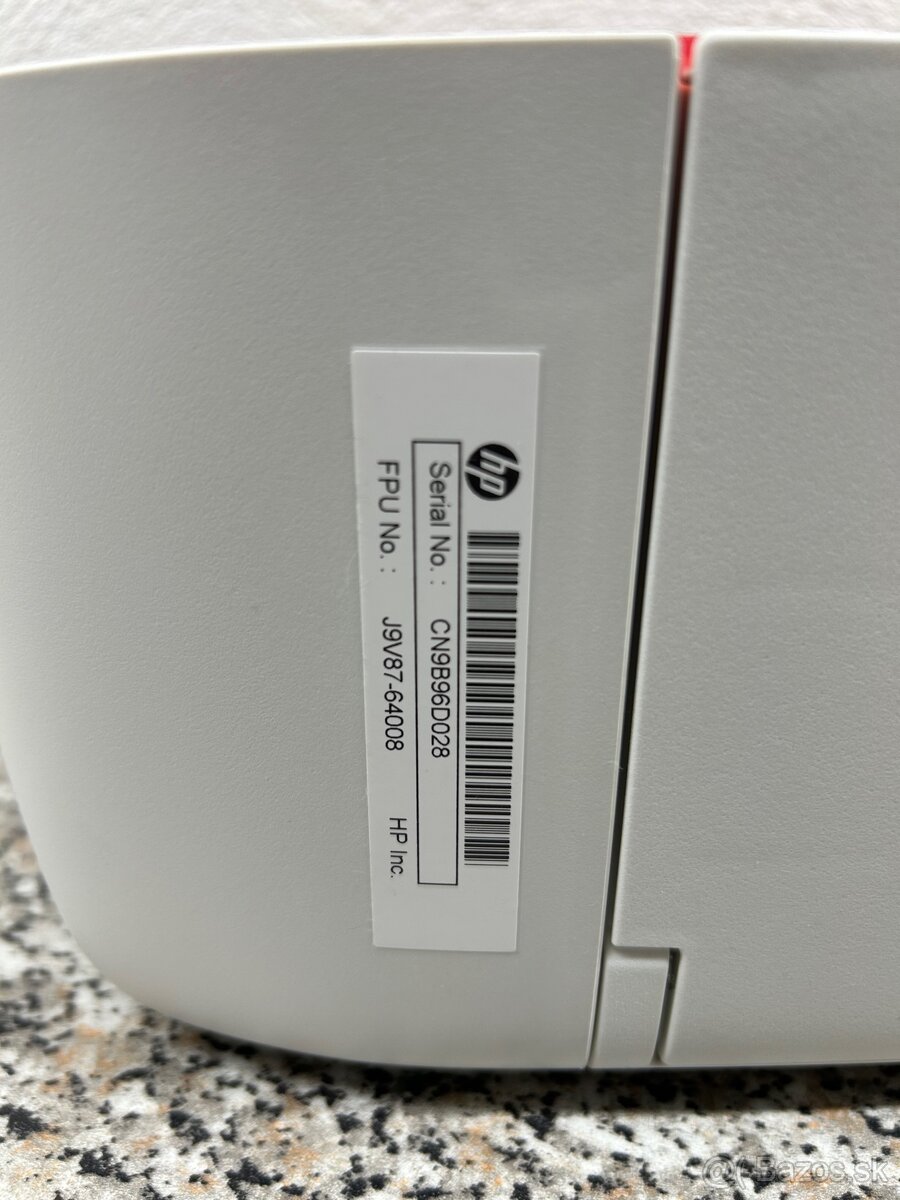 hp
Serial No. : CN9B96D028
FPU No. : J9V87-64008 HP Inc.
Bazos.sk